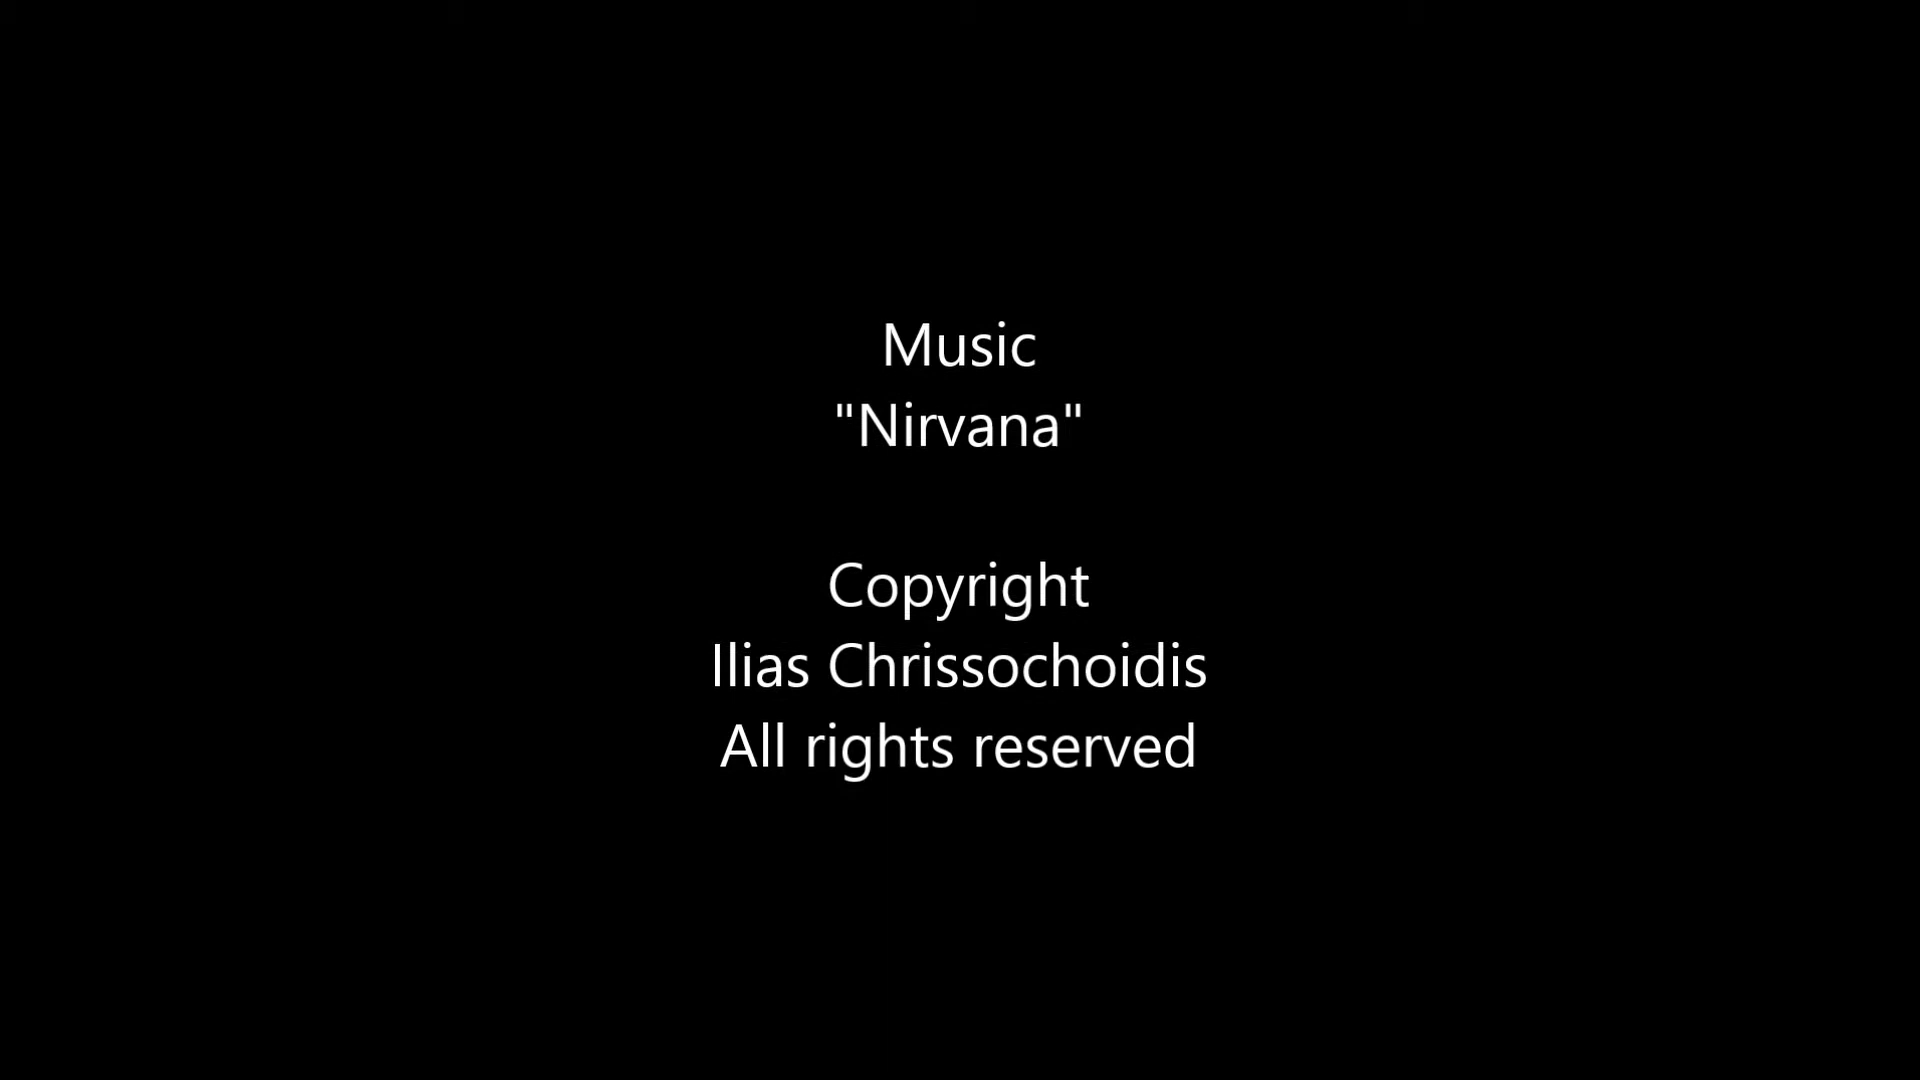 Music
"Nirvana"
Copyright
Ilias Chrissochoidis
All rights reserved